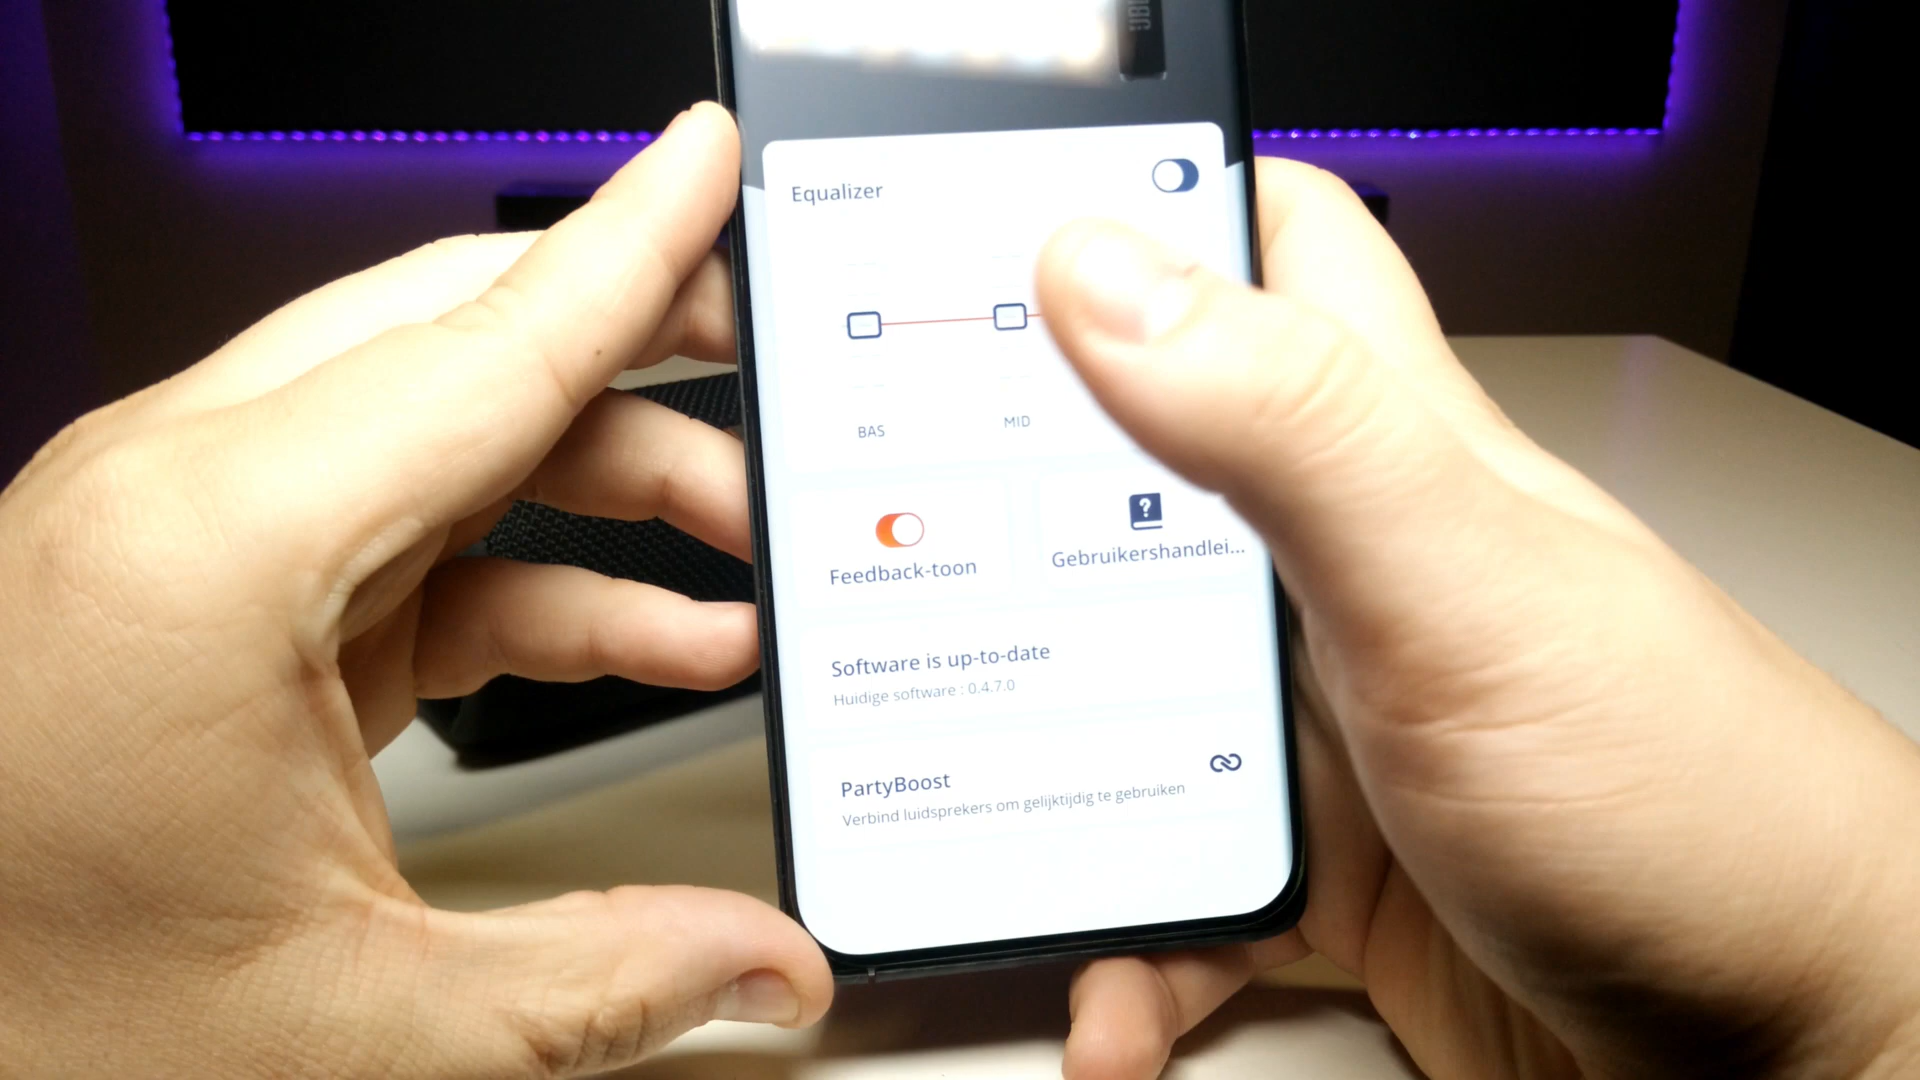 JBL
Equalizer
BAS
MID
Feedback-toon
Gebruikershandlei...
Software is up-to-date
Huidige software : 0.4.7.0
PartyBoost
Verbind luidsprekers om gelijktijdig te gebruiken